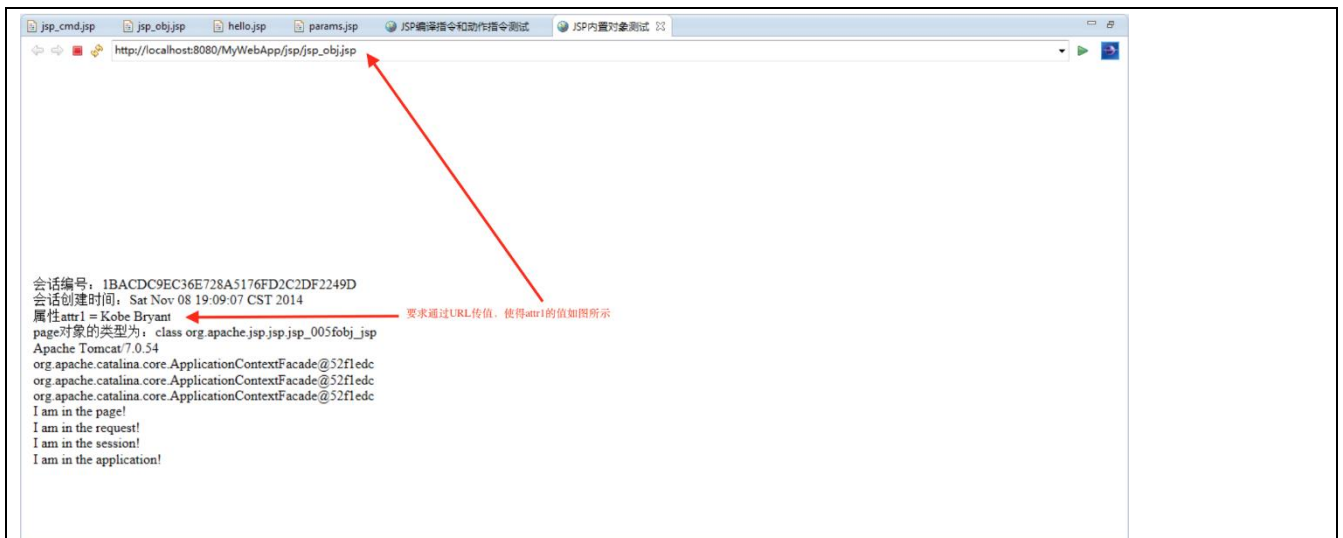 jsp_cmd.jsp jsp_obj.jsp hello.jsp params.jsp JSP编译指令和动作指令测试 JSP内置对象测试
http://localhost:8080/MyWebApp/jsp/jsp_obj.jsp
会话编号：1BACDC9EC36E728A5176FD2C2DF2249D
会话创建时间：Sat Nov 08 19:09:07 CST 2014
属性attr1 = Kobe Bryant
要求通过URL传值，使得attr1的值如图所示
page对象的类型为：class org.apache.jsp.jsp.jsp_005fobj_jsp
Apache Tomcat/7.0.54
org.apache.catalina.core.ApplicationContextFacade@52f1edc
org.apache.catalina.core.ApplicationContextFacade@52f1edc
org.apache.catalina.core.ApplicationContextFacade@52f1edc
I am in the page!
I am in the request!
I am in the session!
I am in the application!